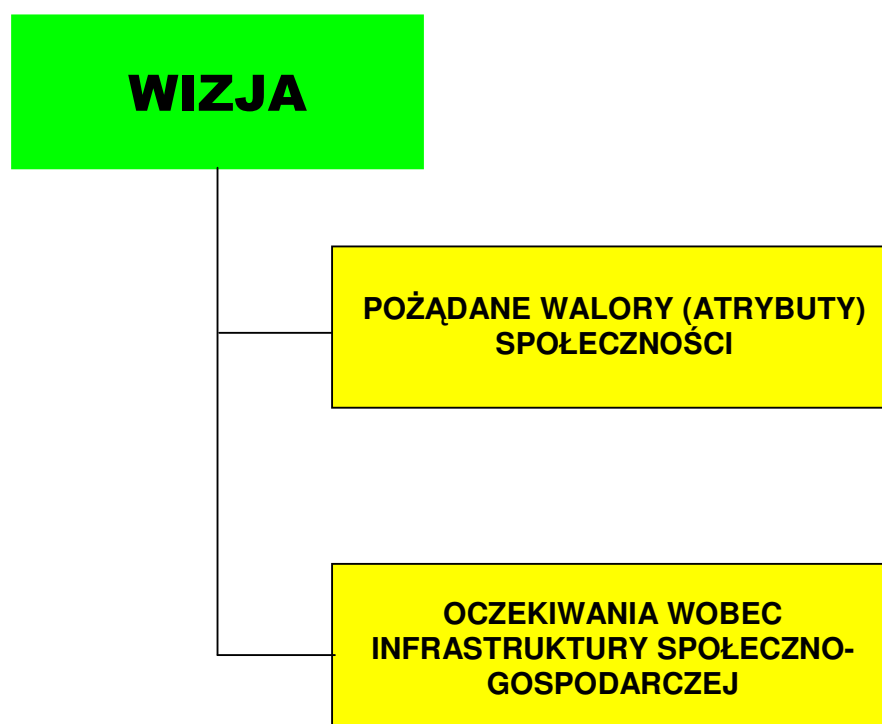 WIZJA
POŻĄDANE WALORY (ATRYBUTY)
SPOŁECZNOŚCI
OCZEKIWANIA WOBEC
INFRASTRUKTURY SPOŁECZNO-
GOSPODARCZEJ